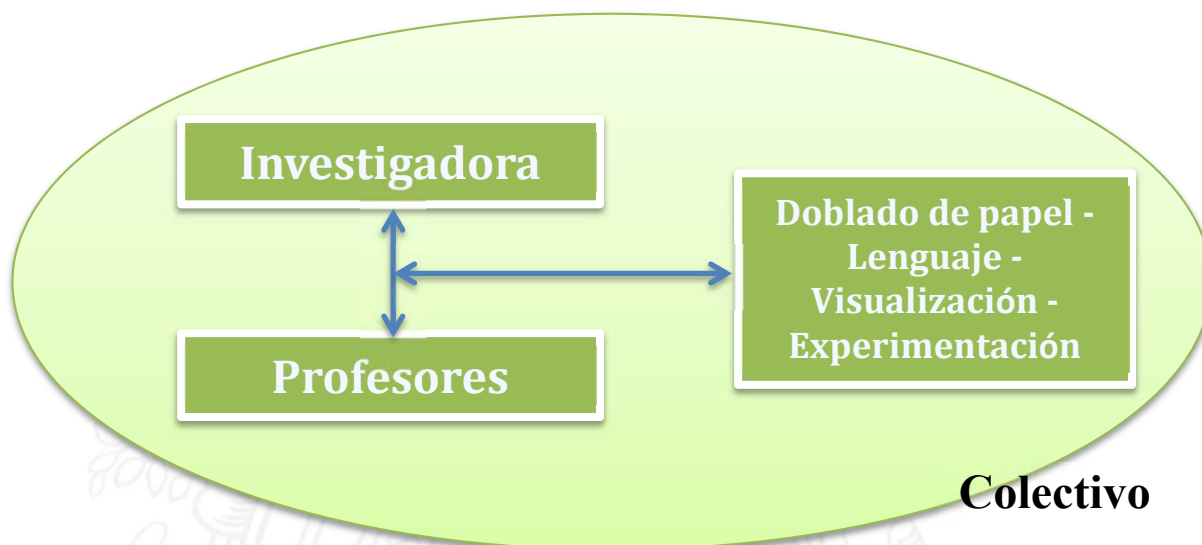 Investigadora
Doblado de papel -
Lenguaje -
Visualización -
Experimentación
Profesores
Colectivo